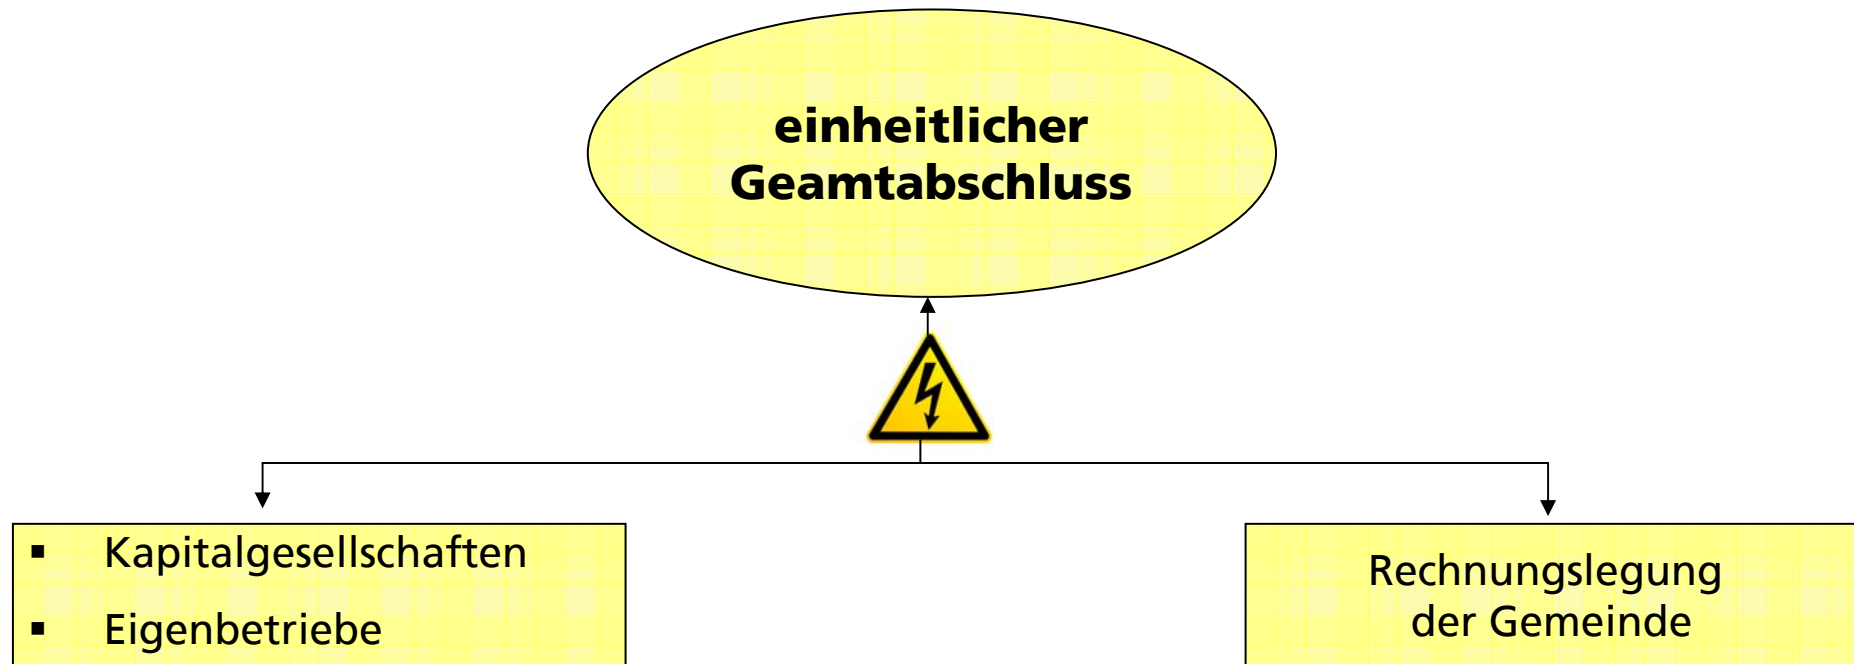 einheitlicher
Geamtabschluss
▪ Kapitalgesellschaften
▪ Eigenbetriebe
Rechnungslegung
der Gemeinde